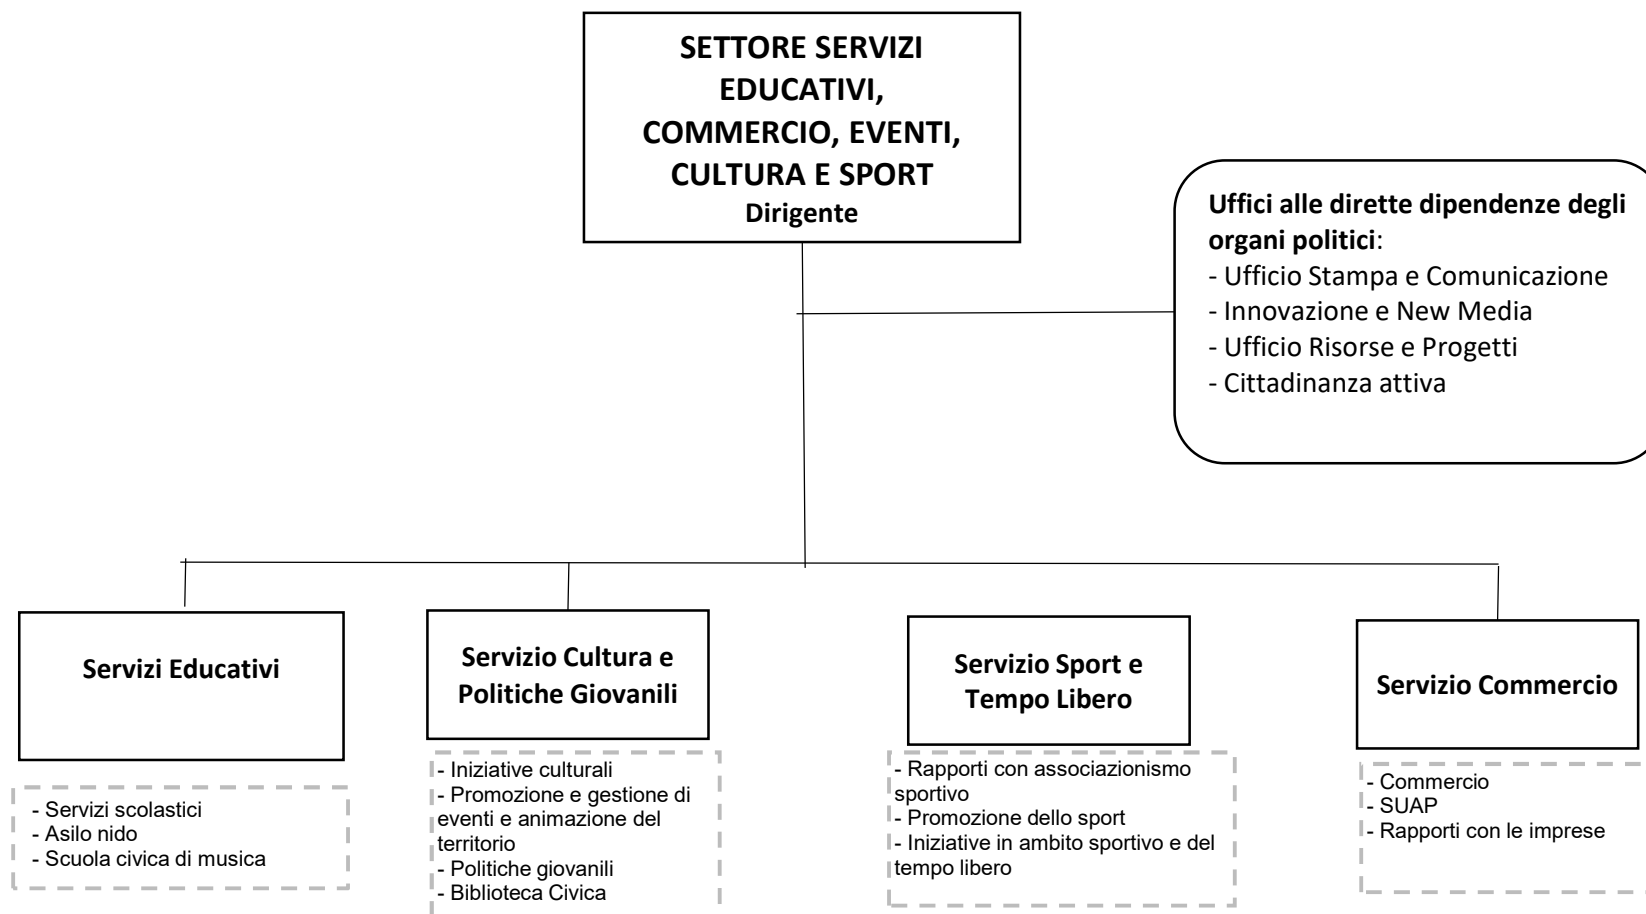 SETTORE SERVIZI
EDUCATIVI,
COMMERCIO, EVENTI,
CULTURA E SPORT
Dirigente
Uffici alle dirette dipendenze degli
organi politici:
- Ufficio Stampa e Comunicazione
- Innovazione e New Media
- Ufficio Risorse e Progetti
- Cittadinanza attiva
Servizi Educativi
- Servizi scolastici
- Asilo nido
- Scuola civica di musica
Servizio Cultura e
Politiche Giovanili
- Iniziative culturali
- Promozione e gestione di
eventi e animazione del
territorio
- Politiche giovanili
- Biblioteca Civica
Servizio Sport e
Tempo Libero
- Rapporti con associazionismo
sportivo
- Promozione dello sport
- Iniziative in ambito sportivo e del
tempo libero
Servizio Commercio
- Commercio
- SUAP
- Rapporti con le imprese